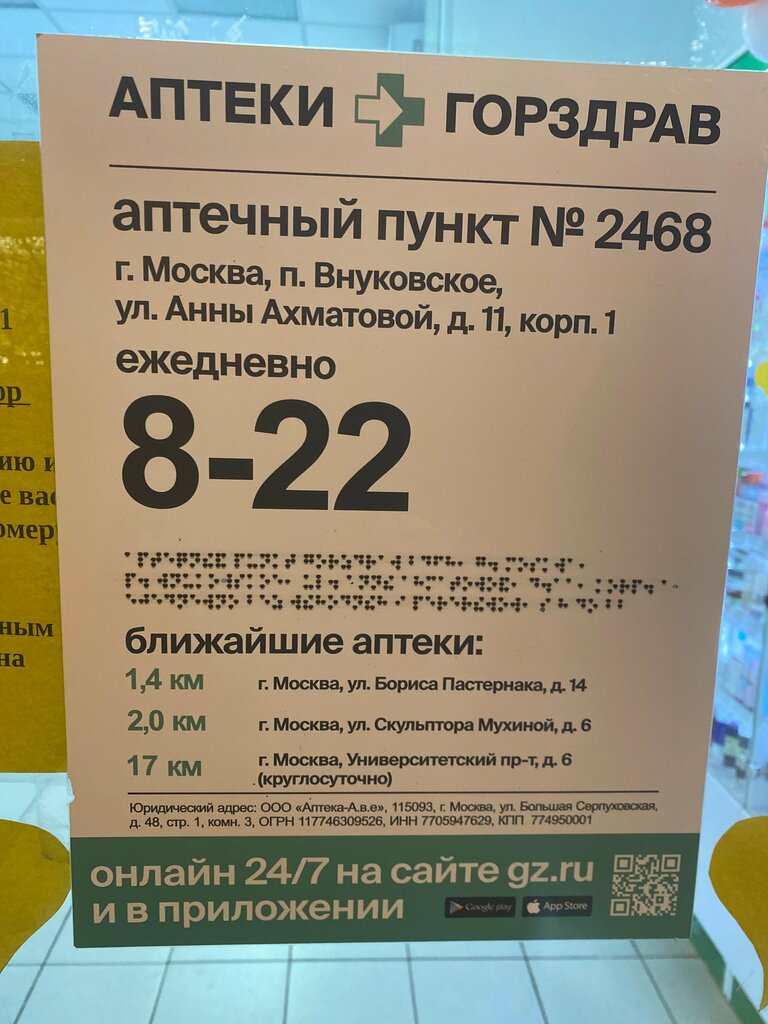 АПТЕКИ ГОРЗДРАВ
аптечный пункт № 2468
г. Москва, п. Внуковское,
ул. Анны Ахматовой, д. 11, корп. 1
ежедневно
8-22
ближайшие аптеки:
1,4 км г. Москва, ул. Бориса Пастернака, д. 14
2,0 км г. Москва, ул. Скульптора Мухиной, д. 6
17 км г. Москва, Университетский пр-т, д. 6
(круглосуточно)
Юридический адрес: ООО «Аптека-А.в.е», 115093, г. Москва, ул. Большая Серпуховская,
д. 48, стр. 1, комн. 3, ОГРН 117746309526, ИНН 7705947629, КПП 774950001
онлайн 24/7 на сайте gz.ru
и в приложении
Google play
App Store
1
ным
на